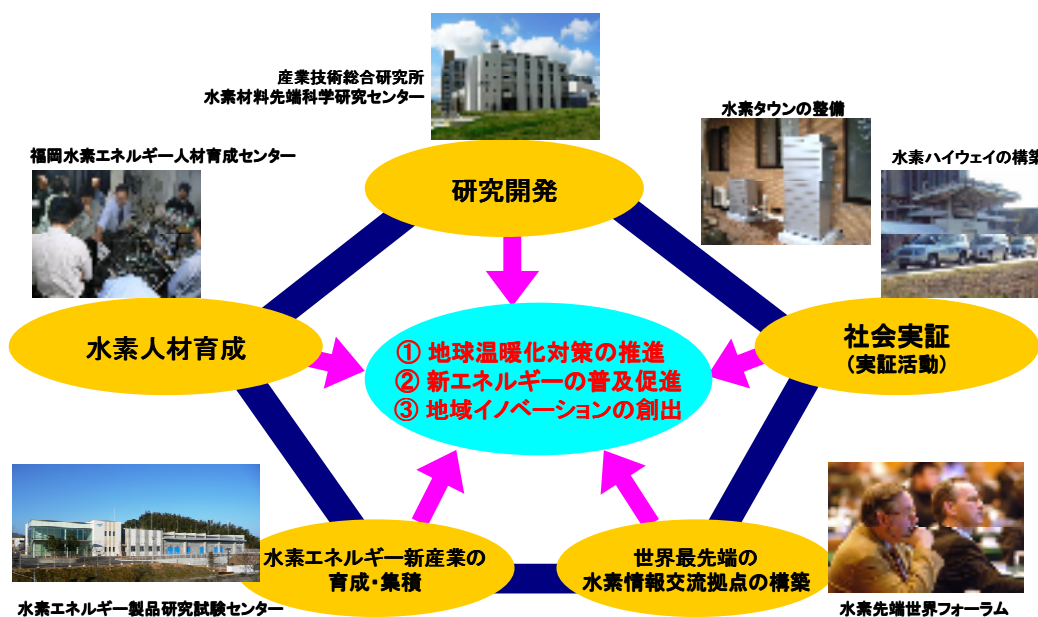 産業技術総合研究所
水素材料先端科学研究センター
水素タウンの整備
福岡水素エネルギー人材育成センター
水素ハイウェイの構築
研究開発
水素人材育成
社会実証
(実証活動)
① 地球温暖化対策の推進
② 新エネルギーの普及促進
③ 地域イノベーションの創出
水素エネルギー新産業の
育成・集積
世界最先端の
水素情報交流拠点の構築
水素エネルギー製品研究試験センター
水素先端世界フォーラム